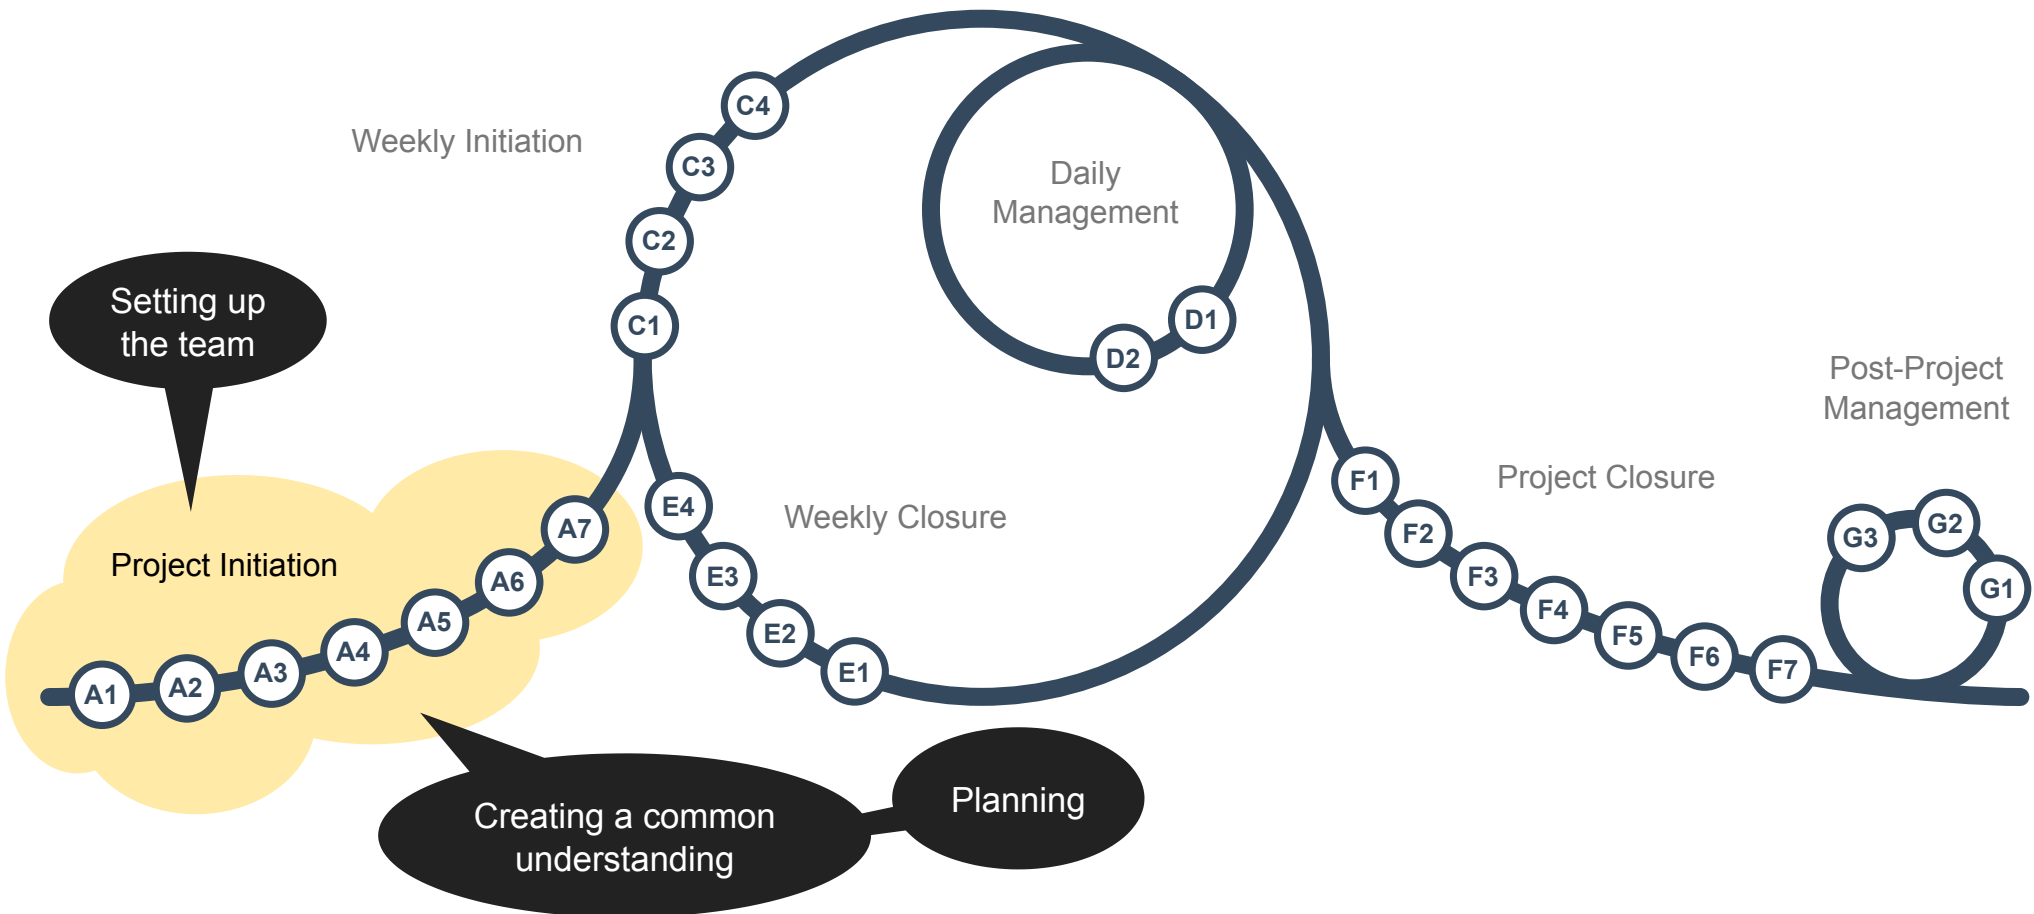 Weekly Initiation
C4
C3
C2
C1
Daily
Management
D1
D2
Setting up
the team
Project Initiation
A1
A2
A3
A4
A5
A6
A7
E4
E3
E2
E1
Weekly Closure
Creating a common
understanding
Planning
F1
F2
F3
F4
F5
F6
F7
Project Closure
Post-Project
Management
G3
G2
G1